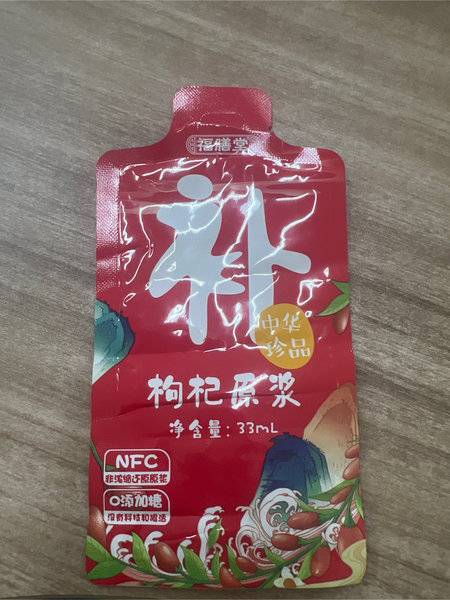 福膳堂
补
中华
珍品
枸杞原浆
净含量:33mL
NFC
非浓缩还原原浆
0添加糖